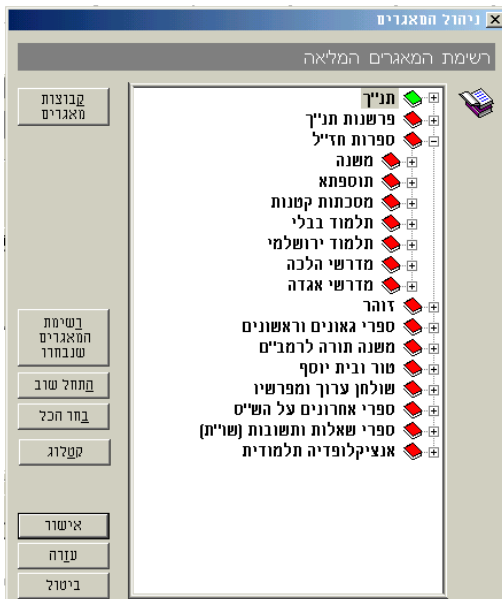 ניהול המאגרים
רשימת המאגרים המליאה
תנ"ך
פרשנות תנ"ך
ספרות חז"ל
משנה
תוספתא
מסכתות קטנות
תלמוד בבלי
תלמוד ירושלמי
מדרשי הלכה
מדרשי אגדה
זוהר
ספרי גאונים וראשונים
משנה תורה לרמב"ם
טור ובית יוסף
שולחן ערוך ומפרשיו
ספרי אחרונים על הש"ס
ספרי שאלות ותשובות (שו"ת)
אנציקלופדיה תלמודית
קבוצות
מאגרים
רשימת
המאגרים
שנבחרו
התחל שוב
בחר הכל
קטלוג
אישור
עזרה
ביטול